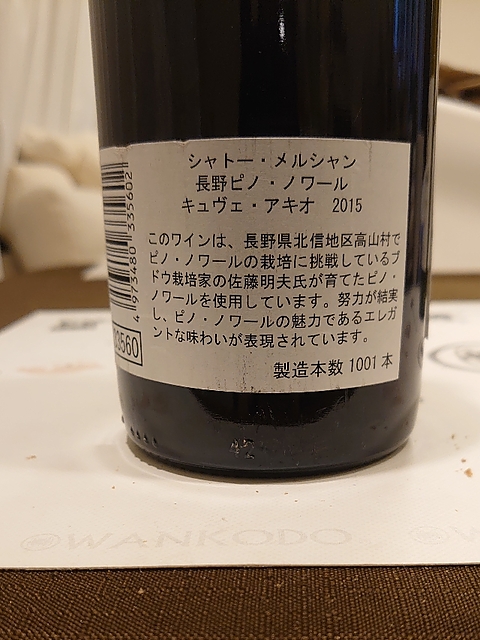 シャトー・メルシャン
長野ピノ・ノワール
キュヴェ・アキオ 2015
このワインは、長野県北信地区高山村で
ピノ・ノワールの栽培に挑戦しているブ
ドウ栽培家の佐藤明夫氏が育てたピノ・
ノワールを使用しています。努力が結実
し、ピノ・ノワールの魅力であるエレガ
ントな味わいが表現されています。
製造本数 1001 本
4 973480 335602
33560
WANKODO